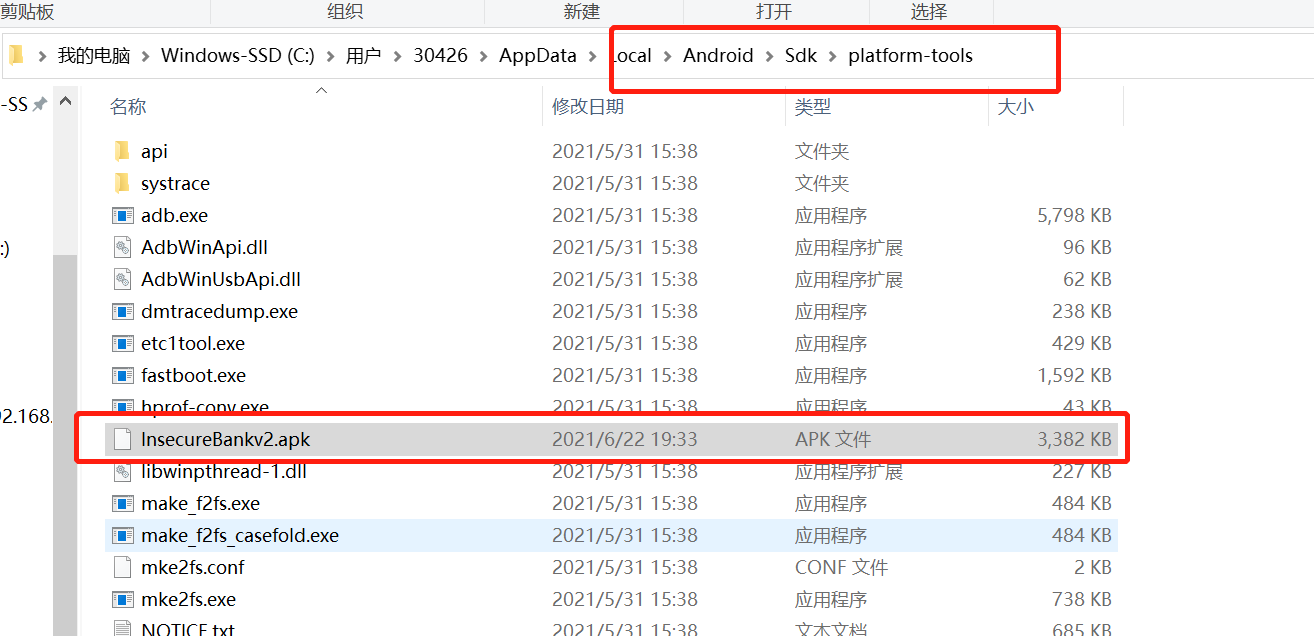 剪贴板 组织 新建 打开 选择
我的电脑 Windows-SSD (C:) 用户 30426 AppData Local Android Sdk platform-tools
-SS 名称 修改日期 类型 大小
api 2021/5/31 15:38 文件夹
systrace 2021/5/31 15:38 文件夹
adb.exe 2021/5/31 15:38 应用程序 5,798 KB
:) AdbWinApi.dll 2021/5/31 15:38 应用程序扩展 96 KB
AdbWinUsbApi.dll 2021/5/31 15:38 应用程序扩展 62 KB
dmtracedump.exe 2021/5/31 15:38 应用程序 238 KB
etc1tool.exe 2021/5/31 15:38 应用程序 429 KB
fastboot.exe 2021/5/31 15:38 应用程序 1,592 KB
92.168. hprof-conv.exe 2021/5/31 15:38 应用程序 43 KB
InsecureBankv2.apk 2021/6/22 19:33 APK 文件 3,382 KB
libwinpthread-1.dll 2021/5/31 15:38 应用程序扩展 227 KB
make_f2fs.exe 2021/5/31 15:38 应用程序 484 KB
make_f2fs_casefold.exe 2021/5/31 15:38 应用程序 484 KB
mke2fs.conf 2021/5/31 15:38 CONF 文件 2 KB
mke2fs.exe 2021/5/31 15:38 应用程序 738 KB
NOTICE.txt 2021/5/31 15:38 文本文档 685 KB